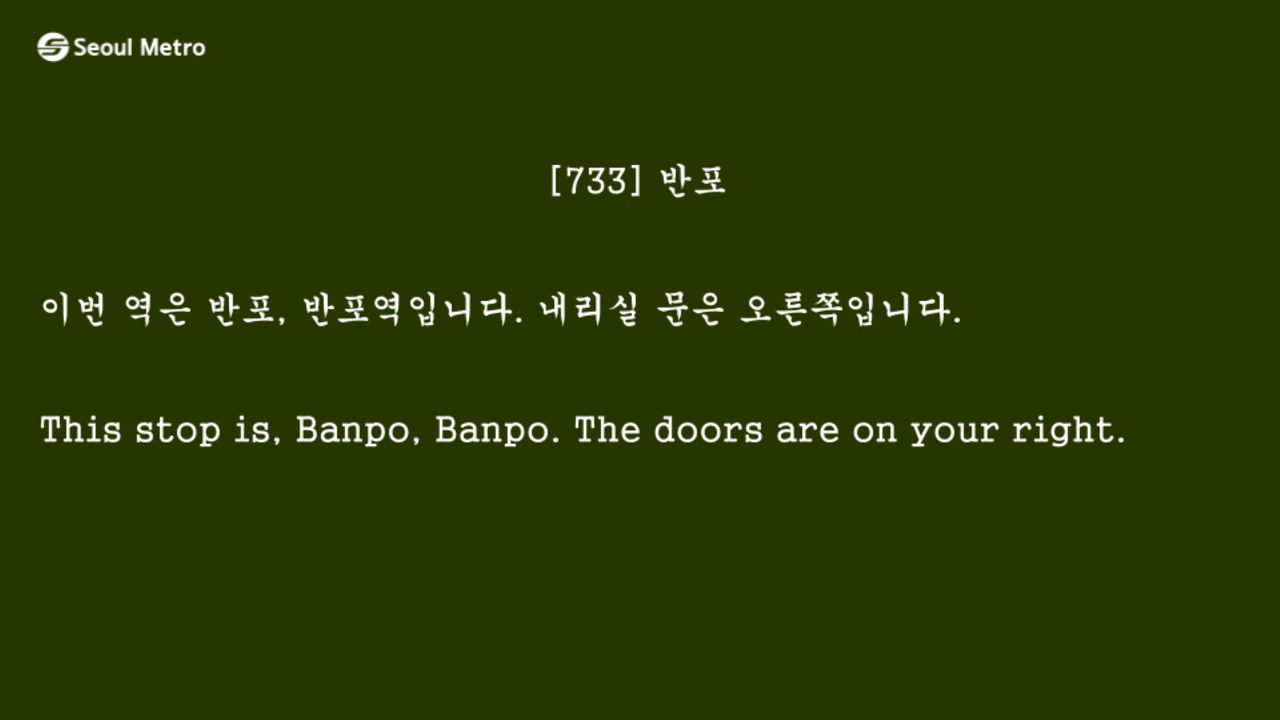 Seoul Metro
[733] 반포
이번 역은 반포, 반포역입니다. 내리실 문은 오른쪽입니다.
This stop is, Banpo, Banpo. The doors are on your right.